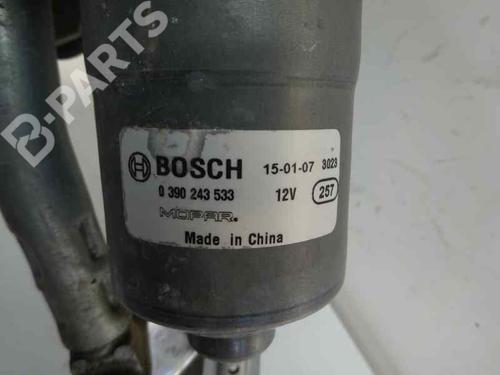 B-PARTS
BOSCH 15-01-07 3023
0 390 243 533 12V 257
MOPAR.
Made in China